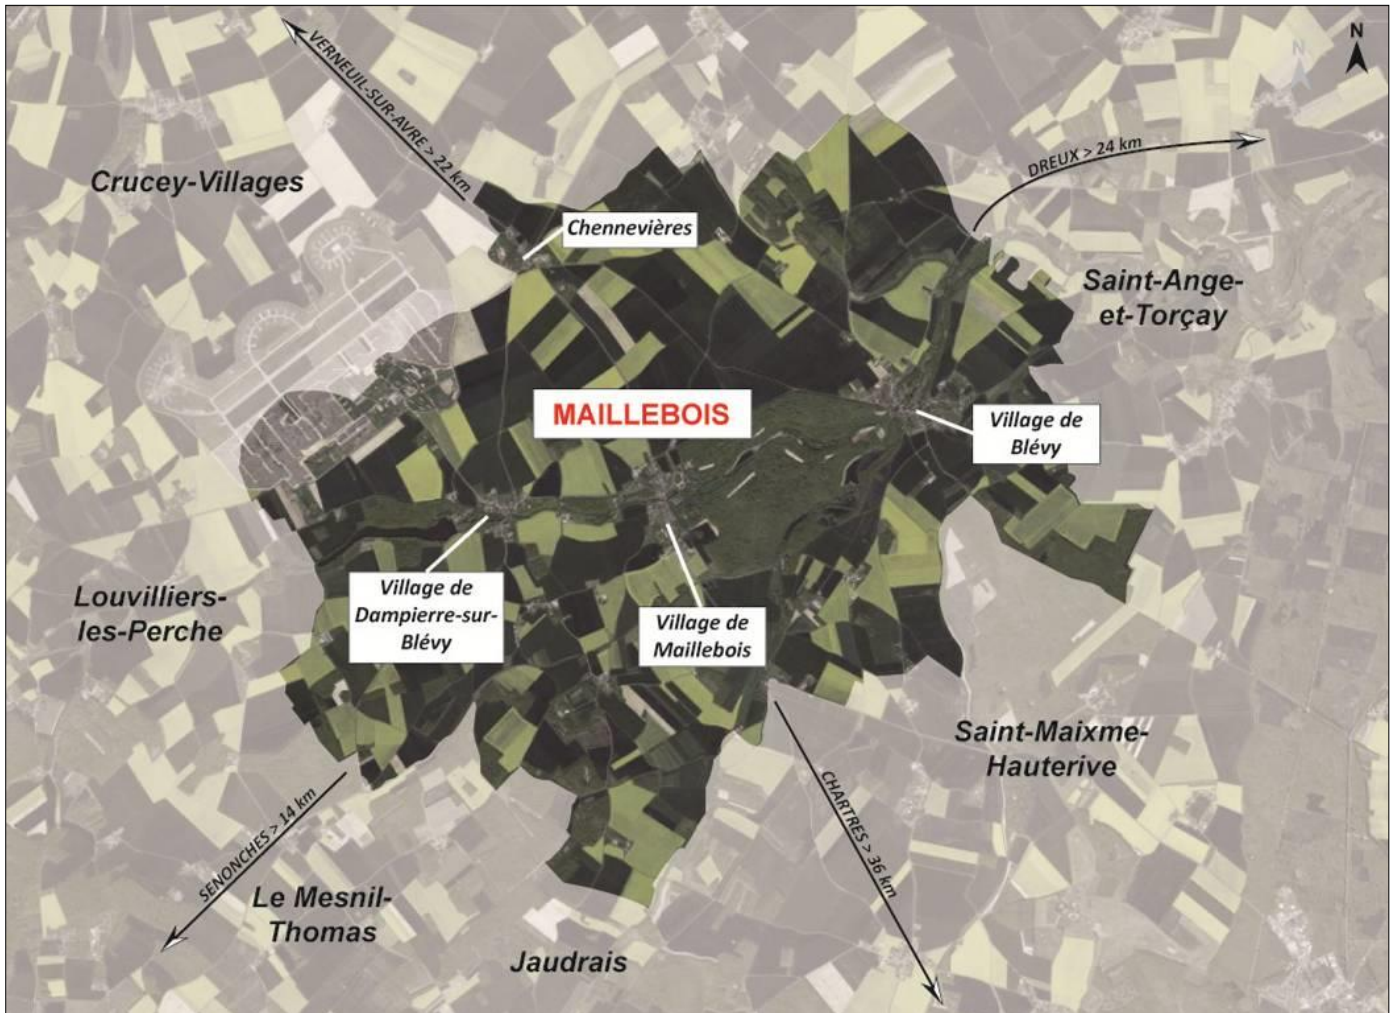 N
N
VERNEUIL-SUR-AVRE > 22 km
DREUX > 24 km
Crucey-Villages
Chennevières
Saint-Ange-
et-Torçay
MAILLEBOIS
Village de
Blévy
Village de
Dampierre-sur-
Blévy
Louvilliers-
les-Perche
Village de
Maillebois
Saint-Maixme-
Hauterive
SENONCHES > 14 km
CHARTRES > 36 km
Le Mesnil-
Thomas
Jaudrais